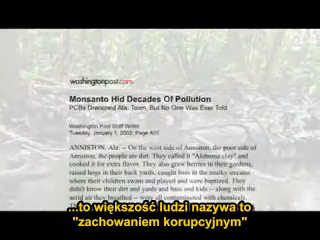 washingtonpost.com
Monsanto Hid Decades Of Pollution
PCBs Drenched Ala. Town, But No One Was Ever Told
Washington Post Staff Writer
Tuesday, January 1, 2002; Page A01
ANNISTON, Ala. -- On the west side of Anniston, the poor side of
Anniston, the people ate dirt. They called it "Alabama clay" and
cooked it for extra flavor. They also grew berries in their gardens,
raised hogs in their back yards, caught bass in the murky streams
where their children swam and played and were baptized. They
didn't know their dirt and yards and bass and kids -- along with the
acid air they breathed --
...to większość ludzi nazywa to
"zachowaniem korupcyjnym"